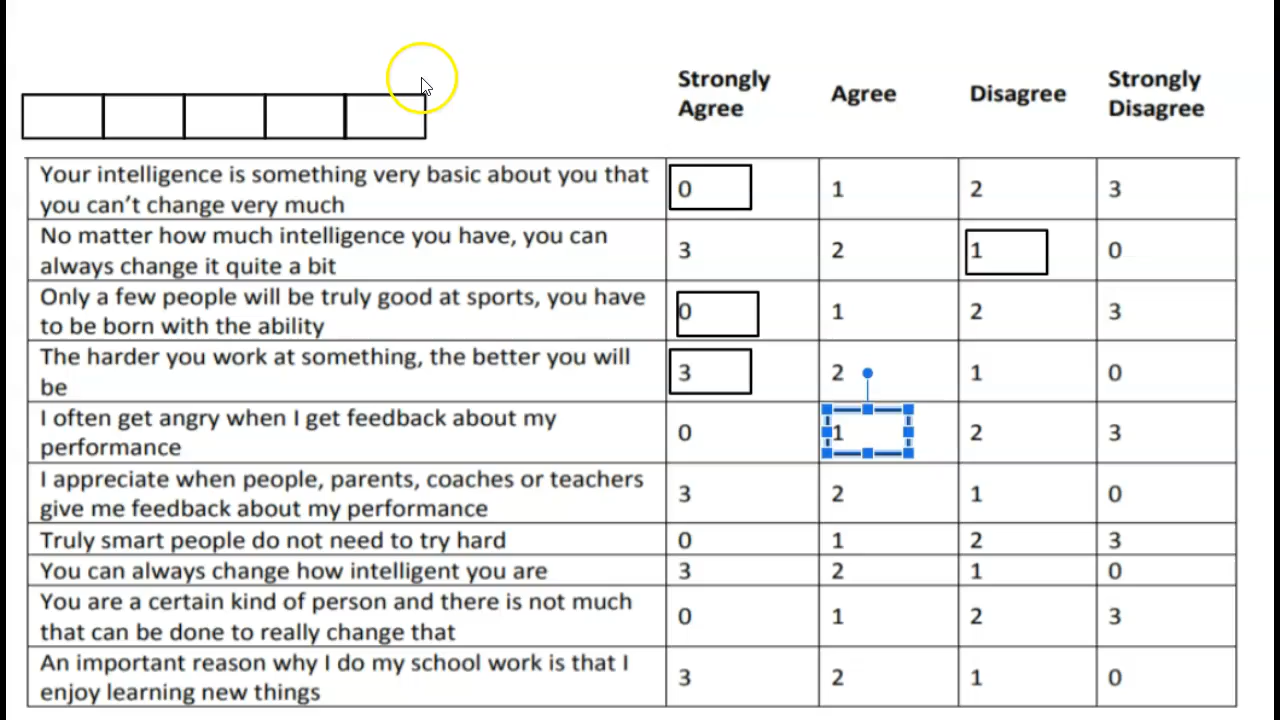 Strongly Agree Agree Disagree Strongly Disagree
Your intelligence is something very basic about you that
you can't change very much 0 1 2 3
No matter how much intelligence you have, you can
always change it quite a bit 3 2 1 0
Only a few people will be truly good at sports, you have
to be born with the ability 0 1 2 3
The harder you work at something, the better you will
be 3 2 1 0
I often get angry when I get feedback about my
performance 0 1 2 3
I appreciate when people, parents, coaches or teachers
give me feedback about my performance 3 2 1 0
Truly smart people do not need to try hard 0 1 2 3
You can always change how intelligent you are 3 2 1 0
You are a certain kind of person and there is not much
that can be done to really change that 0 1 2 3
An important reason why I do my school work is that I
enjoy learning new things 3 2 1 0